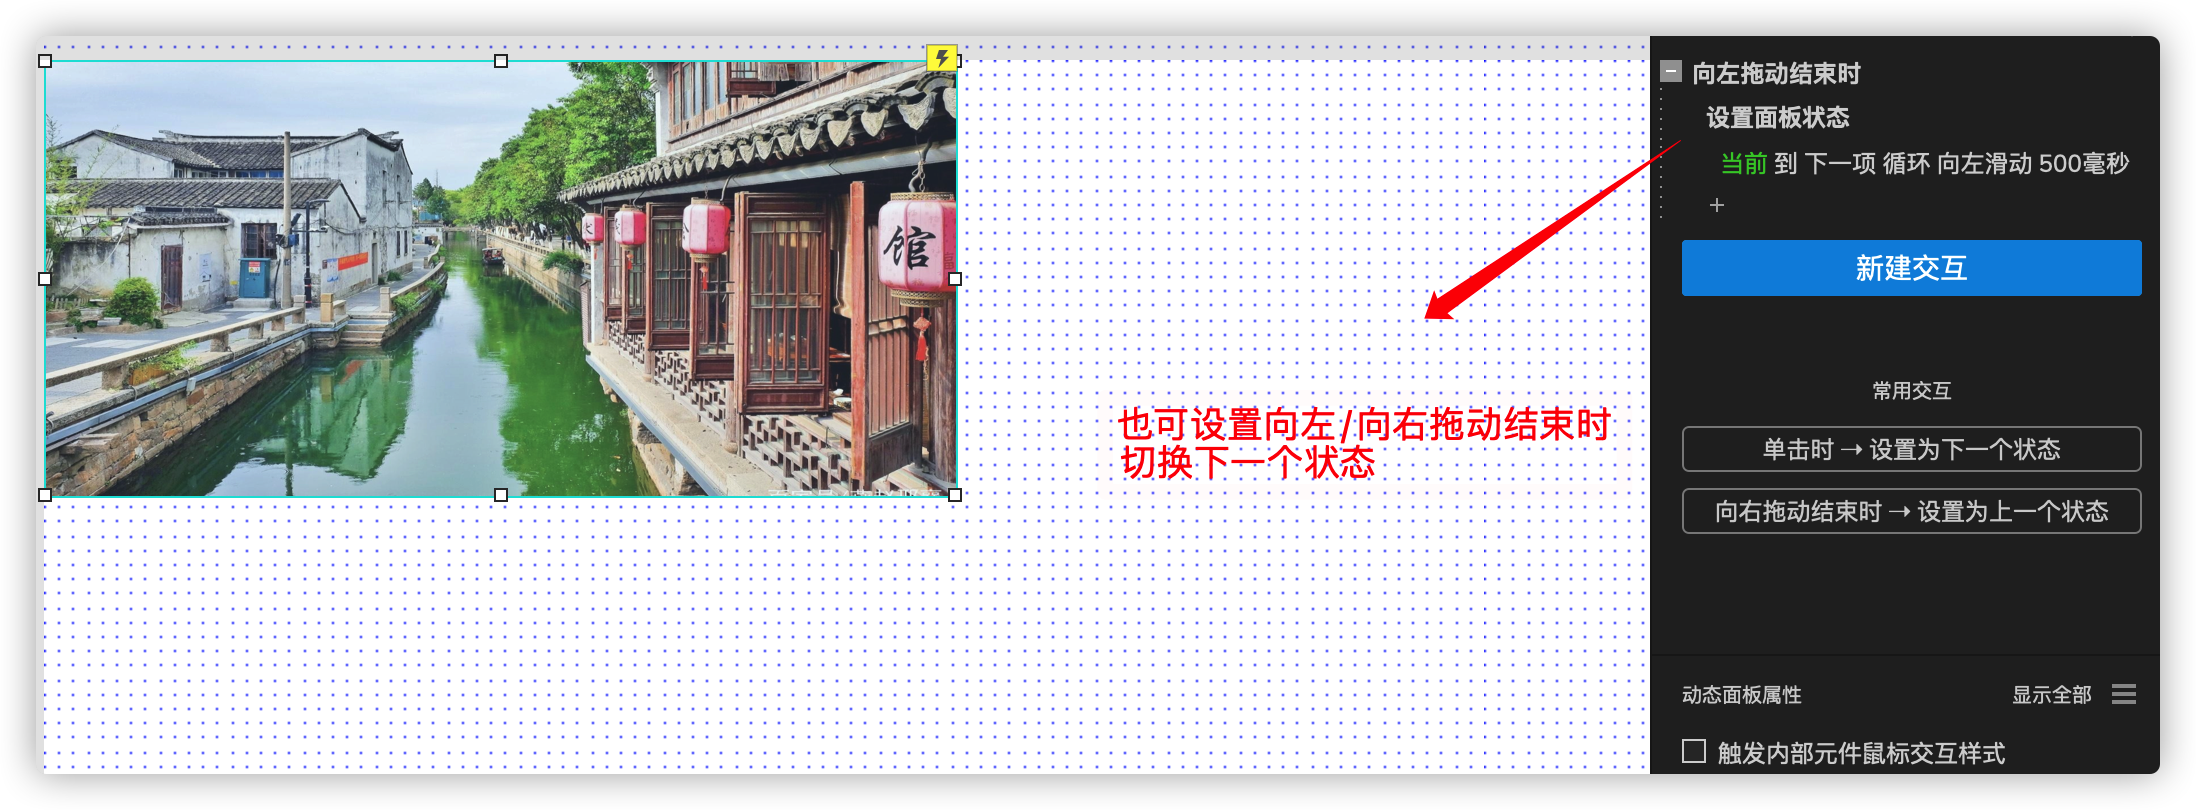 向左拖动结束时
设置面板状态
当前 到 下一项 循环 向左滑动 500毫秒
+
新建交互
常用交互
单击时 → 设置为下一个状态
向右拖动结束时 → 设置为上一个状态
动态面板属性
显示全部
触发内部元件鼠标交互样式
也可设置向左/向右拖动结束时
切换下一个状态
馆